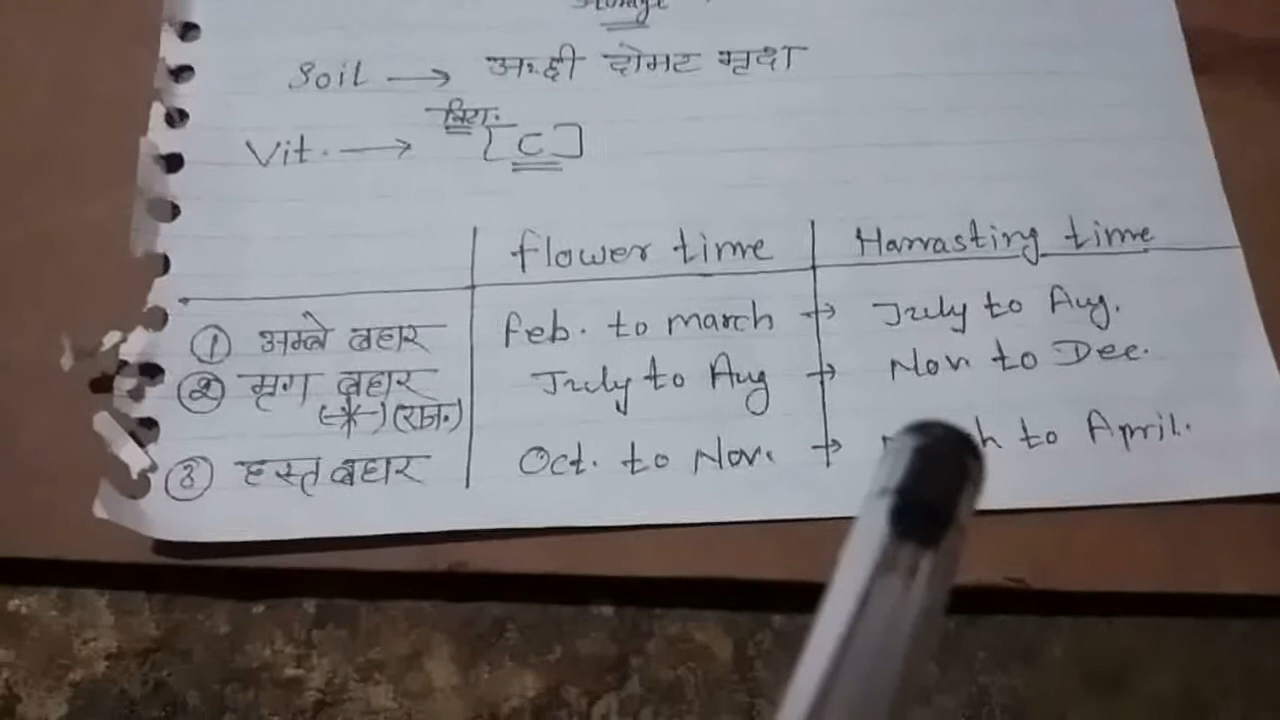 Soil → अच्छी दोमट मृदा
विटा.
Vit. → [C]
flower time Harrasting time
① अम्बे बहार feb. to march → July to Aug.
② मृग बहार July to Aug → Nov. to Dec.
(-*-) (राज.)
③ हस्त बहार Oct. to Nov. → to April.